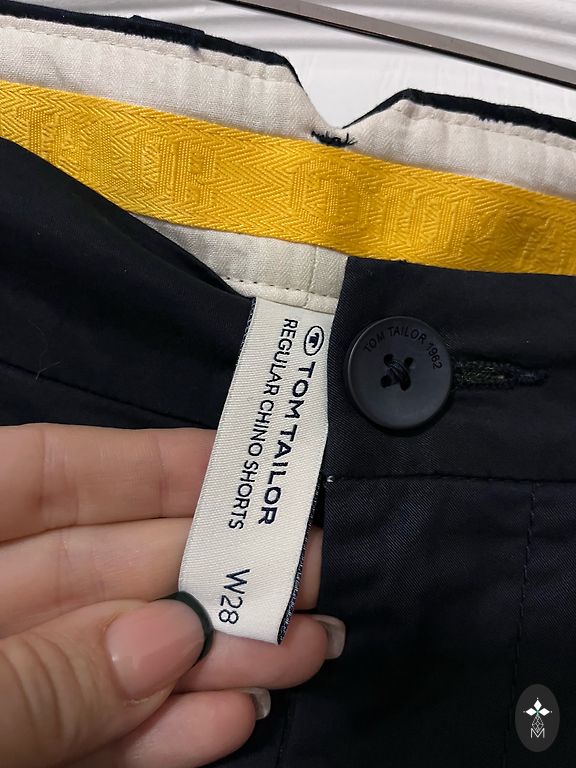 TOM TAILOR
REGULAR CHINO SHORTS
W28
TOM TAILOR 1962